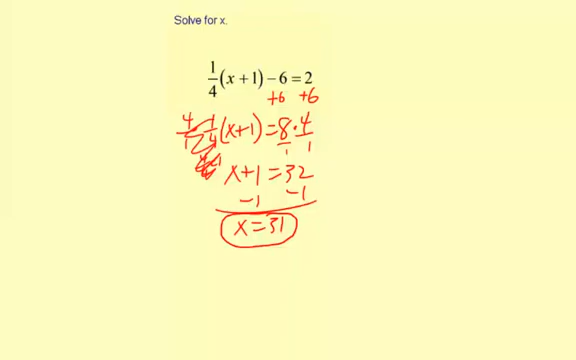 Solve for x.
1/4 (x + 1) − 6 = 2
+6 +6
4/1 · 1/4 (x+1) = 8/1 · 4/1
x+1 = 32
−1 −1
x = 31